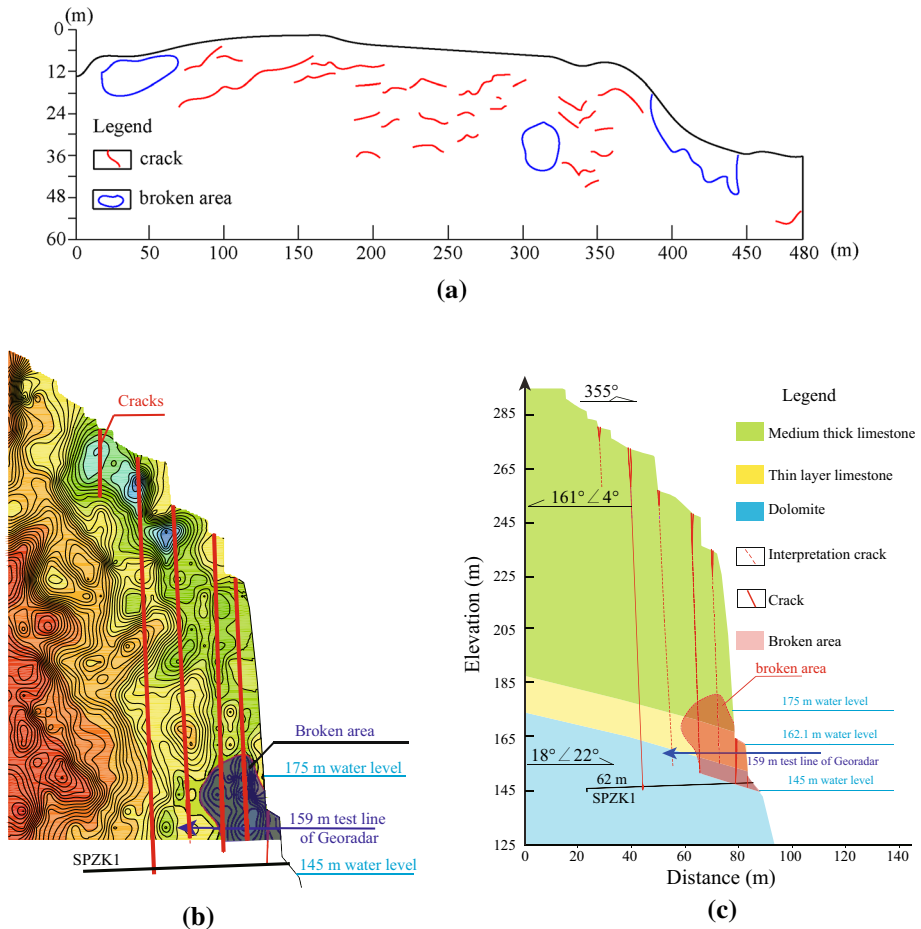 (m)
0
12
24
36
48
60
Legend
crack
broken area
0 50 100 150 200 250 300 350 400 450 480 (m)
(a)
Cracks
Broken area
175 m water level
159 m test line
of Georadar
SPZK1
145 m water level
(b)
Elevation (m)
285
265
245
225
205
185
165
145
125
355°
161°∠4°
18°∠22°
62 m
SPZK1
Legend
Medium thick limestone
Thin layer limestone
Dolomite
Interpretation crack
Crack
Broken area
broken area
175 m water level
162.1 m water level
159 m test line of Georadar
145 m water level
0 20 40 60 80 100 120 140
Distance (m)
(c)